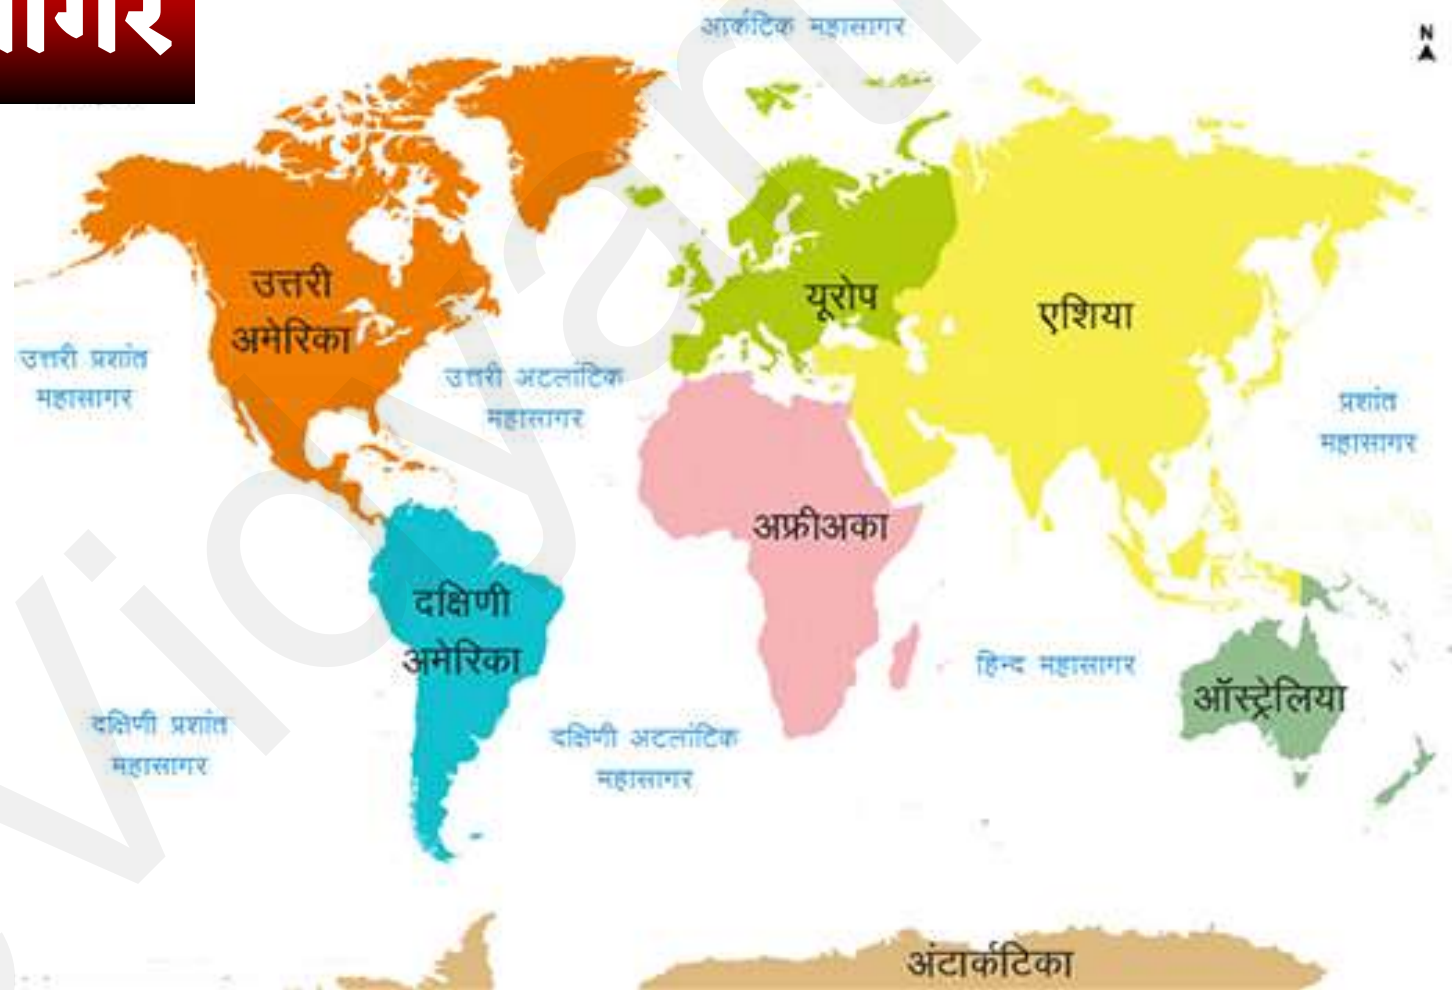 आर्कटिक महासागर
N
उत्तरी
अमेरिका
यूरोप
एशिया
उत्तरी प्रशांत
महासागर
उत्तरी अटलांटिक
महासागर
प्रशांत
महासागर
अफ्रीअका
दक्षिणी
अमेरिका
हिन्द महासागर
ऑस्ट्रेलिया
दक्षिणी प्रशांत
महासागर
दक्षिणी अटलांटिक
महासागर
अंटार्कटिका